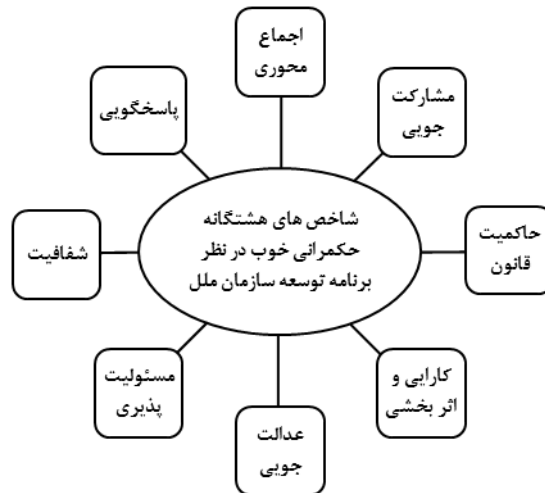 اجماع
محوری
مشارکت
جویی
پاسخگویی
شاخص های هشتگانه
حکمرانی خوب در نظر
برنامه توسعه سازمان ملل
حاکمیت
قانون
شفافیت
کارایی و
اثر بخشی
مسئولیت
پذیری
عدالت
جویی